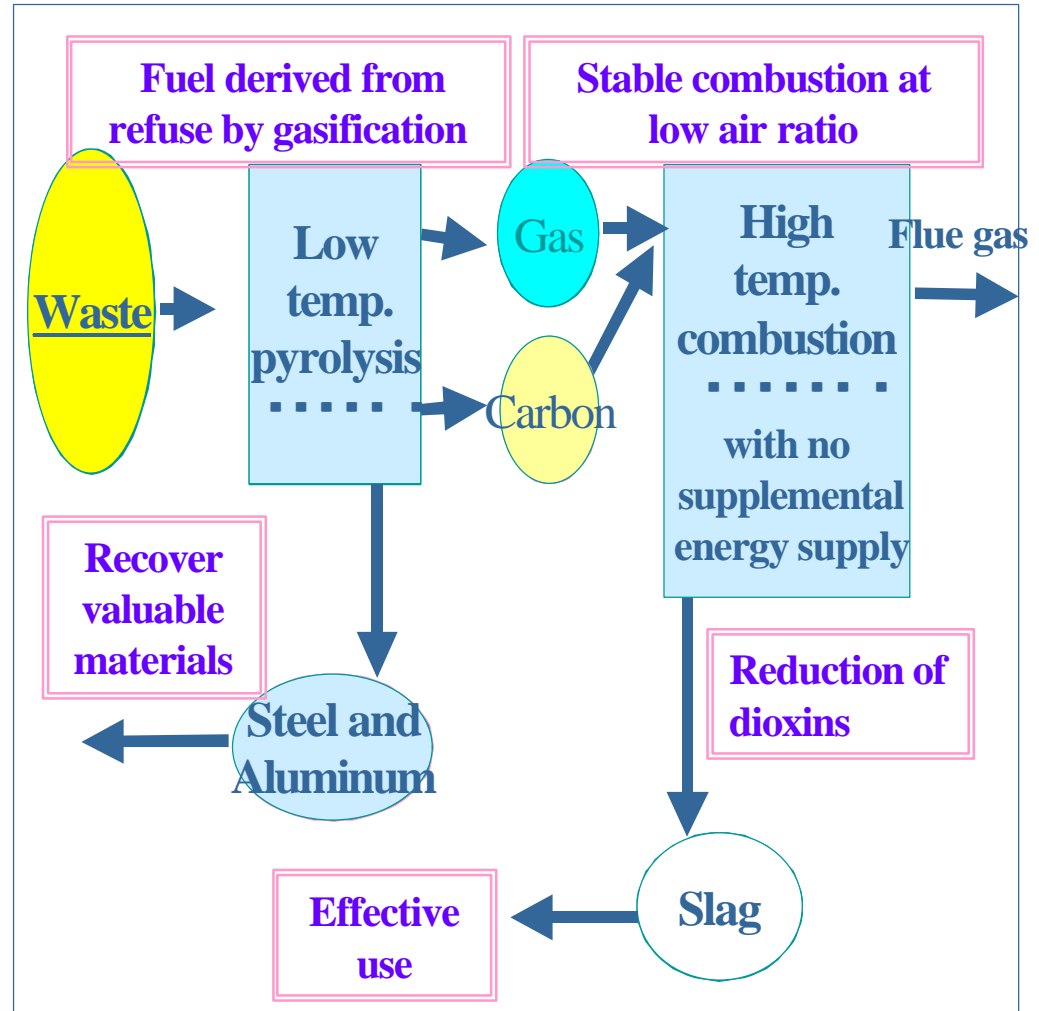 Fuel derived from
refuse by gasification
Stable combustion at
low air ratio
Waste
Low
temp.
pyrolysis
Gas
Carbon
High
temp.
combustion
with no
supplemental
energy supply
Flue gas
Recover
valuable
materials
Steel and
Aluminum
Reduction of
dioxins
Slag
Effective
use